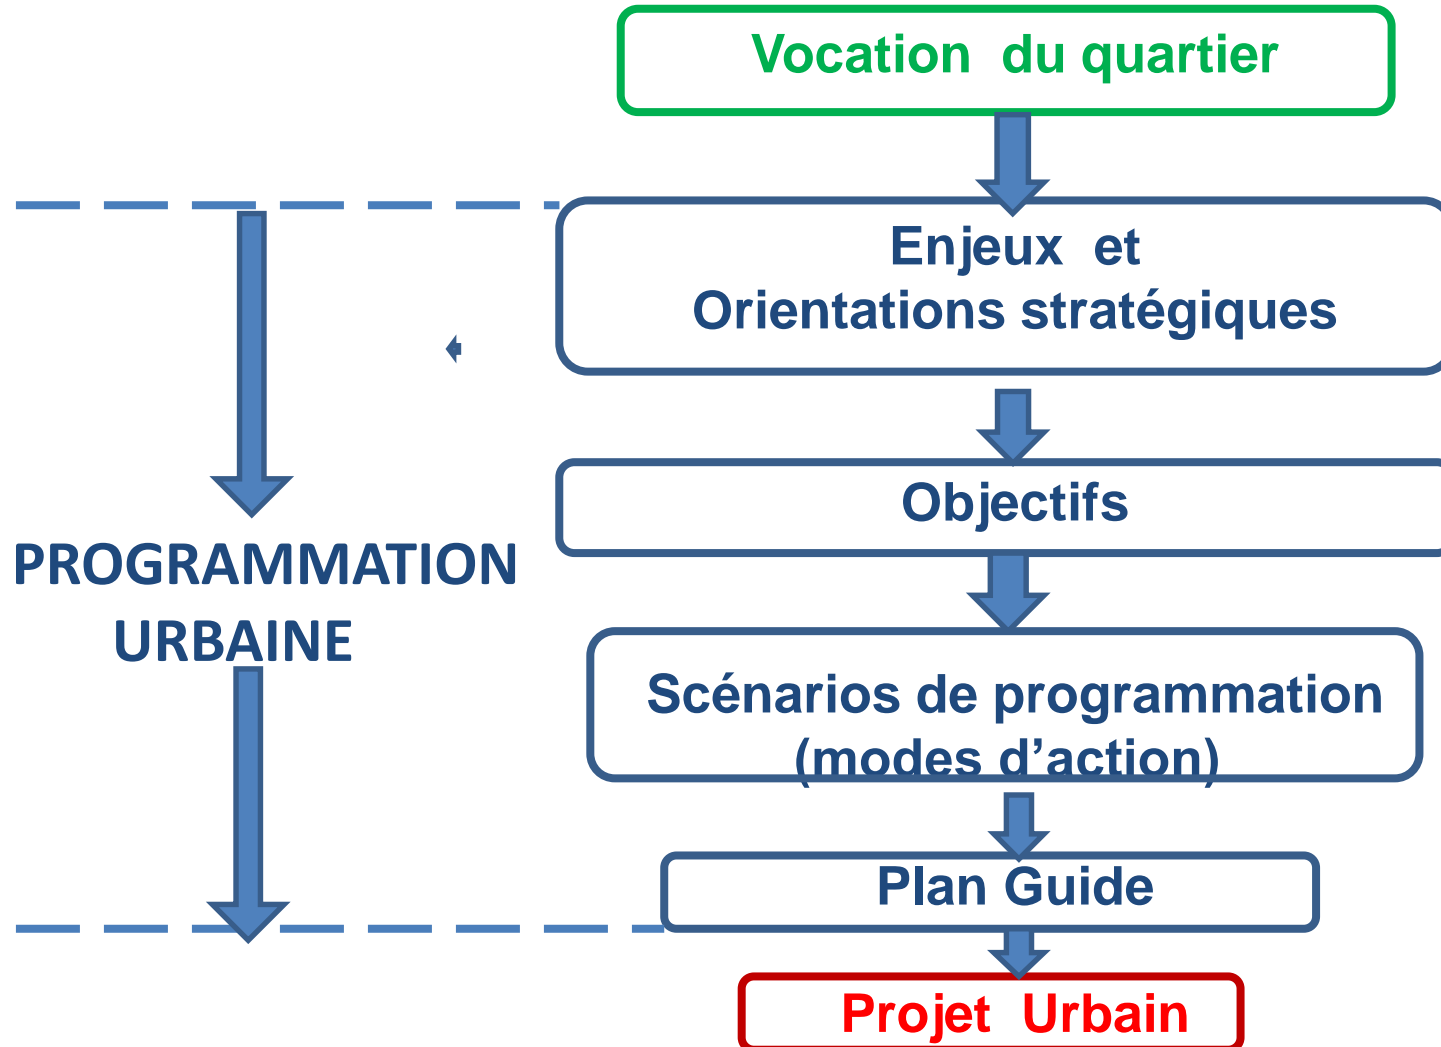 Vocation du quartier
Enjeux et
Orientations stratégiques
Objectifs
PROGRAMMATION
URBAINE
Scénarios de programmation
(modes d’action)
Plan Guide
Projet Urbain